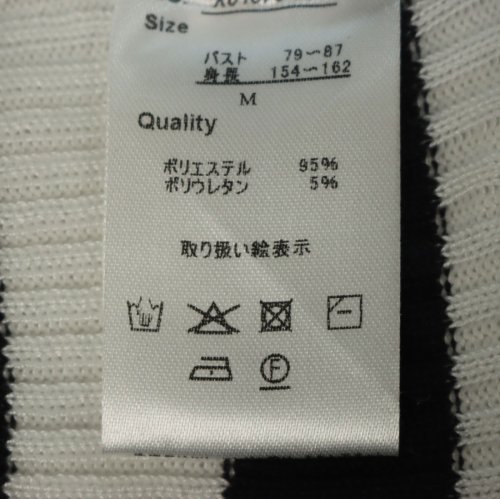 Size
バスト 79〜87
身長 154〜162
M
Quality
ポリエステル 95%
ポリウレタン 5%
取り扱い絵表示
F